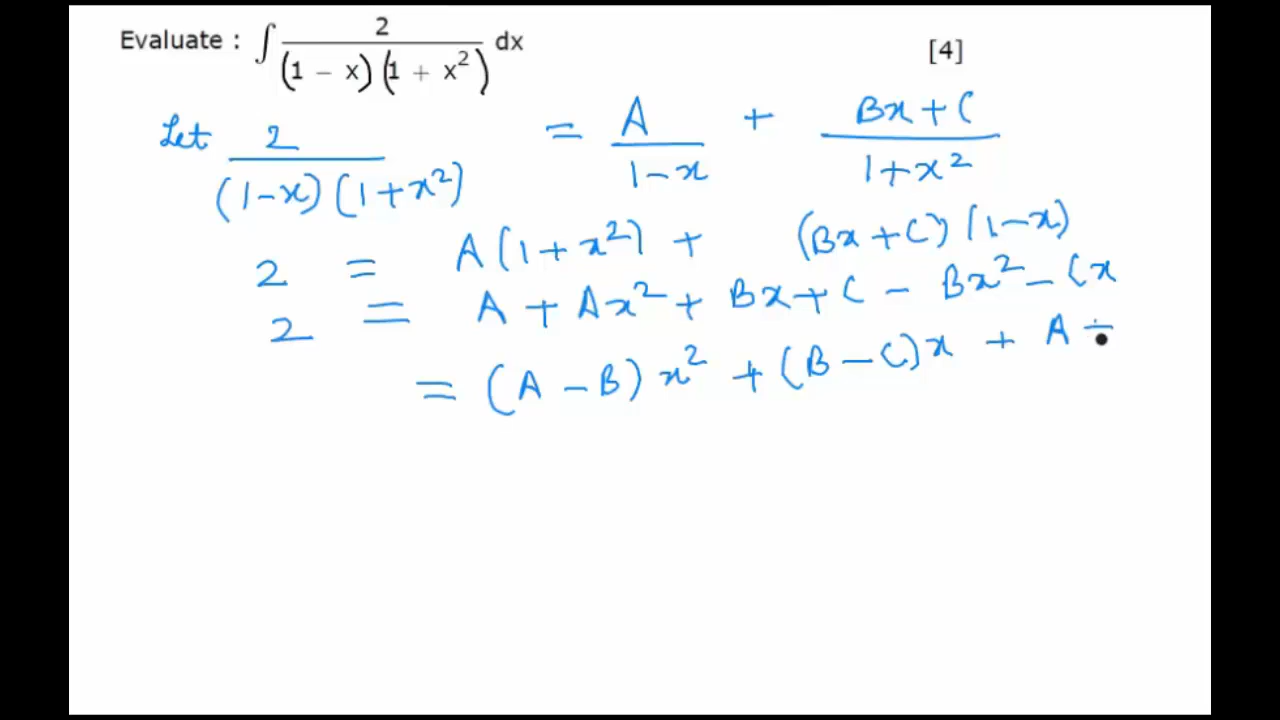 Evaluate : ∫ 2 / (1 − x)(1 + x²) dx [4]
Let 2 / (1−x)(1+x²) = A / 1−x + Bx+C / 1+x²
2 = A(1+x²) + (Bx+C)(1−x)
2 = A + Ax² + Bx + C − Bx² − Cx
= (A − B)x² + (B − C)x + A +